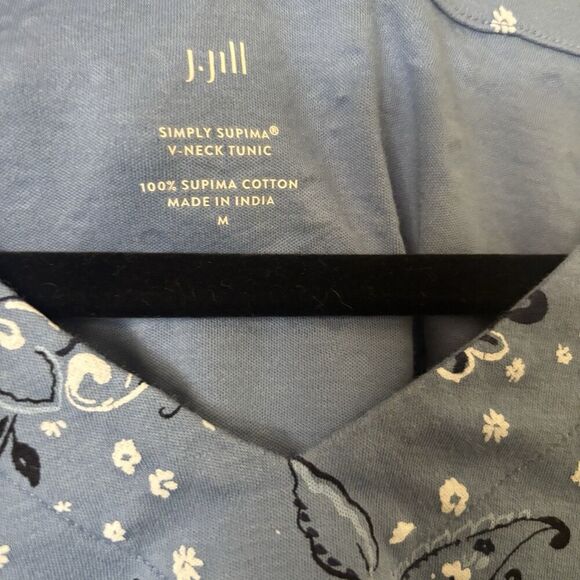 J.Jill
SIMPLY SUPIMA®
V-NECK TUNIC
100% SUPIMA COTTON
MADE IN INDIA
M